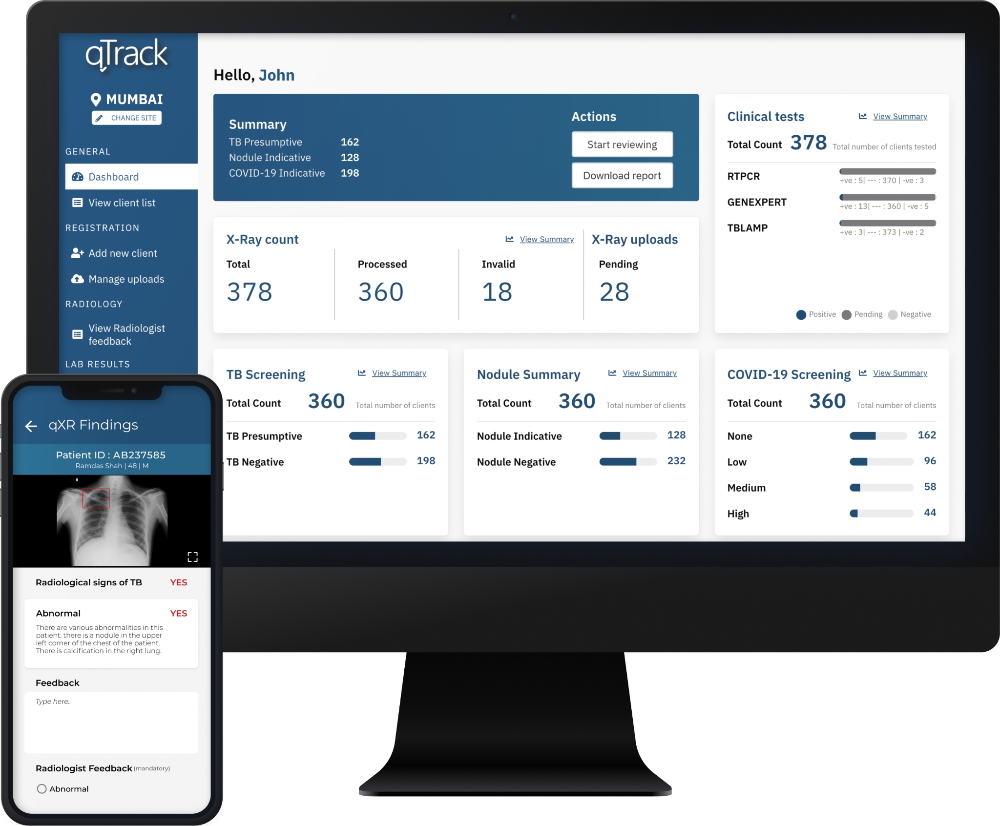 qTrack
MUMBAI
CHANGE SITE
GENERAL
Dashboard
View client list
REGISTRATION
Add new client
Manage uploads
RADIOLOGY
View Radiologist
feedback
LAB RESULTS
Hello, John
Summary
TB Presumptive 162
Nodule Indicative 128
COVID-19 Indicative 198
Actions
Start reviewing
Download report
Clinical tests View Summary
Total Count 378 Total number of clients tested
RTPCR
+ve : 5| --- : 370 | -ve : 3
GENEXPERT
+ve : 13| --- : 360 | -ve : 5
TBLAMP
+ve : 3| --- : 373 | -ve : 2
Positive Pending Negative
X-Ray count View Summary
Total Processed Invalid
378 360 18
X-Ray uploads
Pending
28
TB Screening View Summary
Total Count 360 Total number of clients
TB Presumptive 162
TB Negative 198
Nodule Summary View Summary
Total Count 360 Total number of clients
Nodule Indicative 128
Nodule Negative 232
COVID-19 Screening View Summary
Total Count 360 Total number of clients
None 162
Low 96
Medium 58
High 44
qXR Findings
Patient ID : AB237585
Ramdas Shah | 48 | M
R
Radiological signs of TB YES
Abnormal YES
There are various abnormalities in this
patient. there is a nodule in the upper
left corner of the chest of the patient.
There is calcification in the right lung.
Feedback
Type here..
Radiologist Feedback (mandatory)
Abnormal